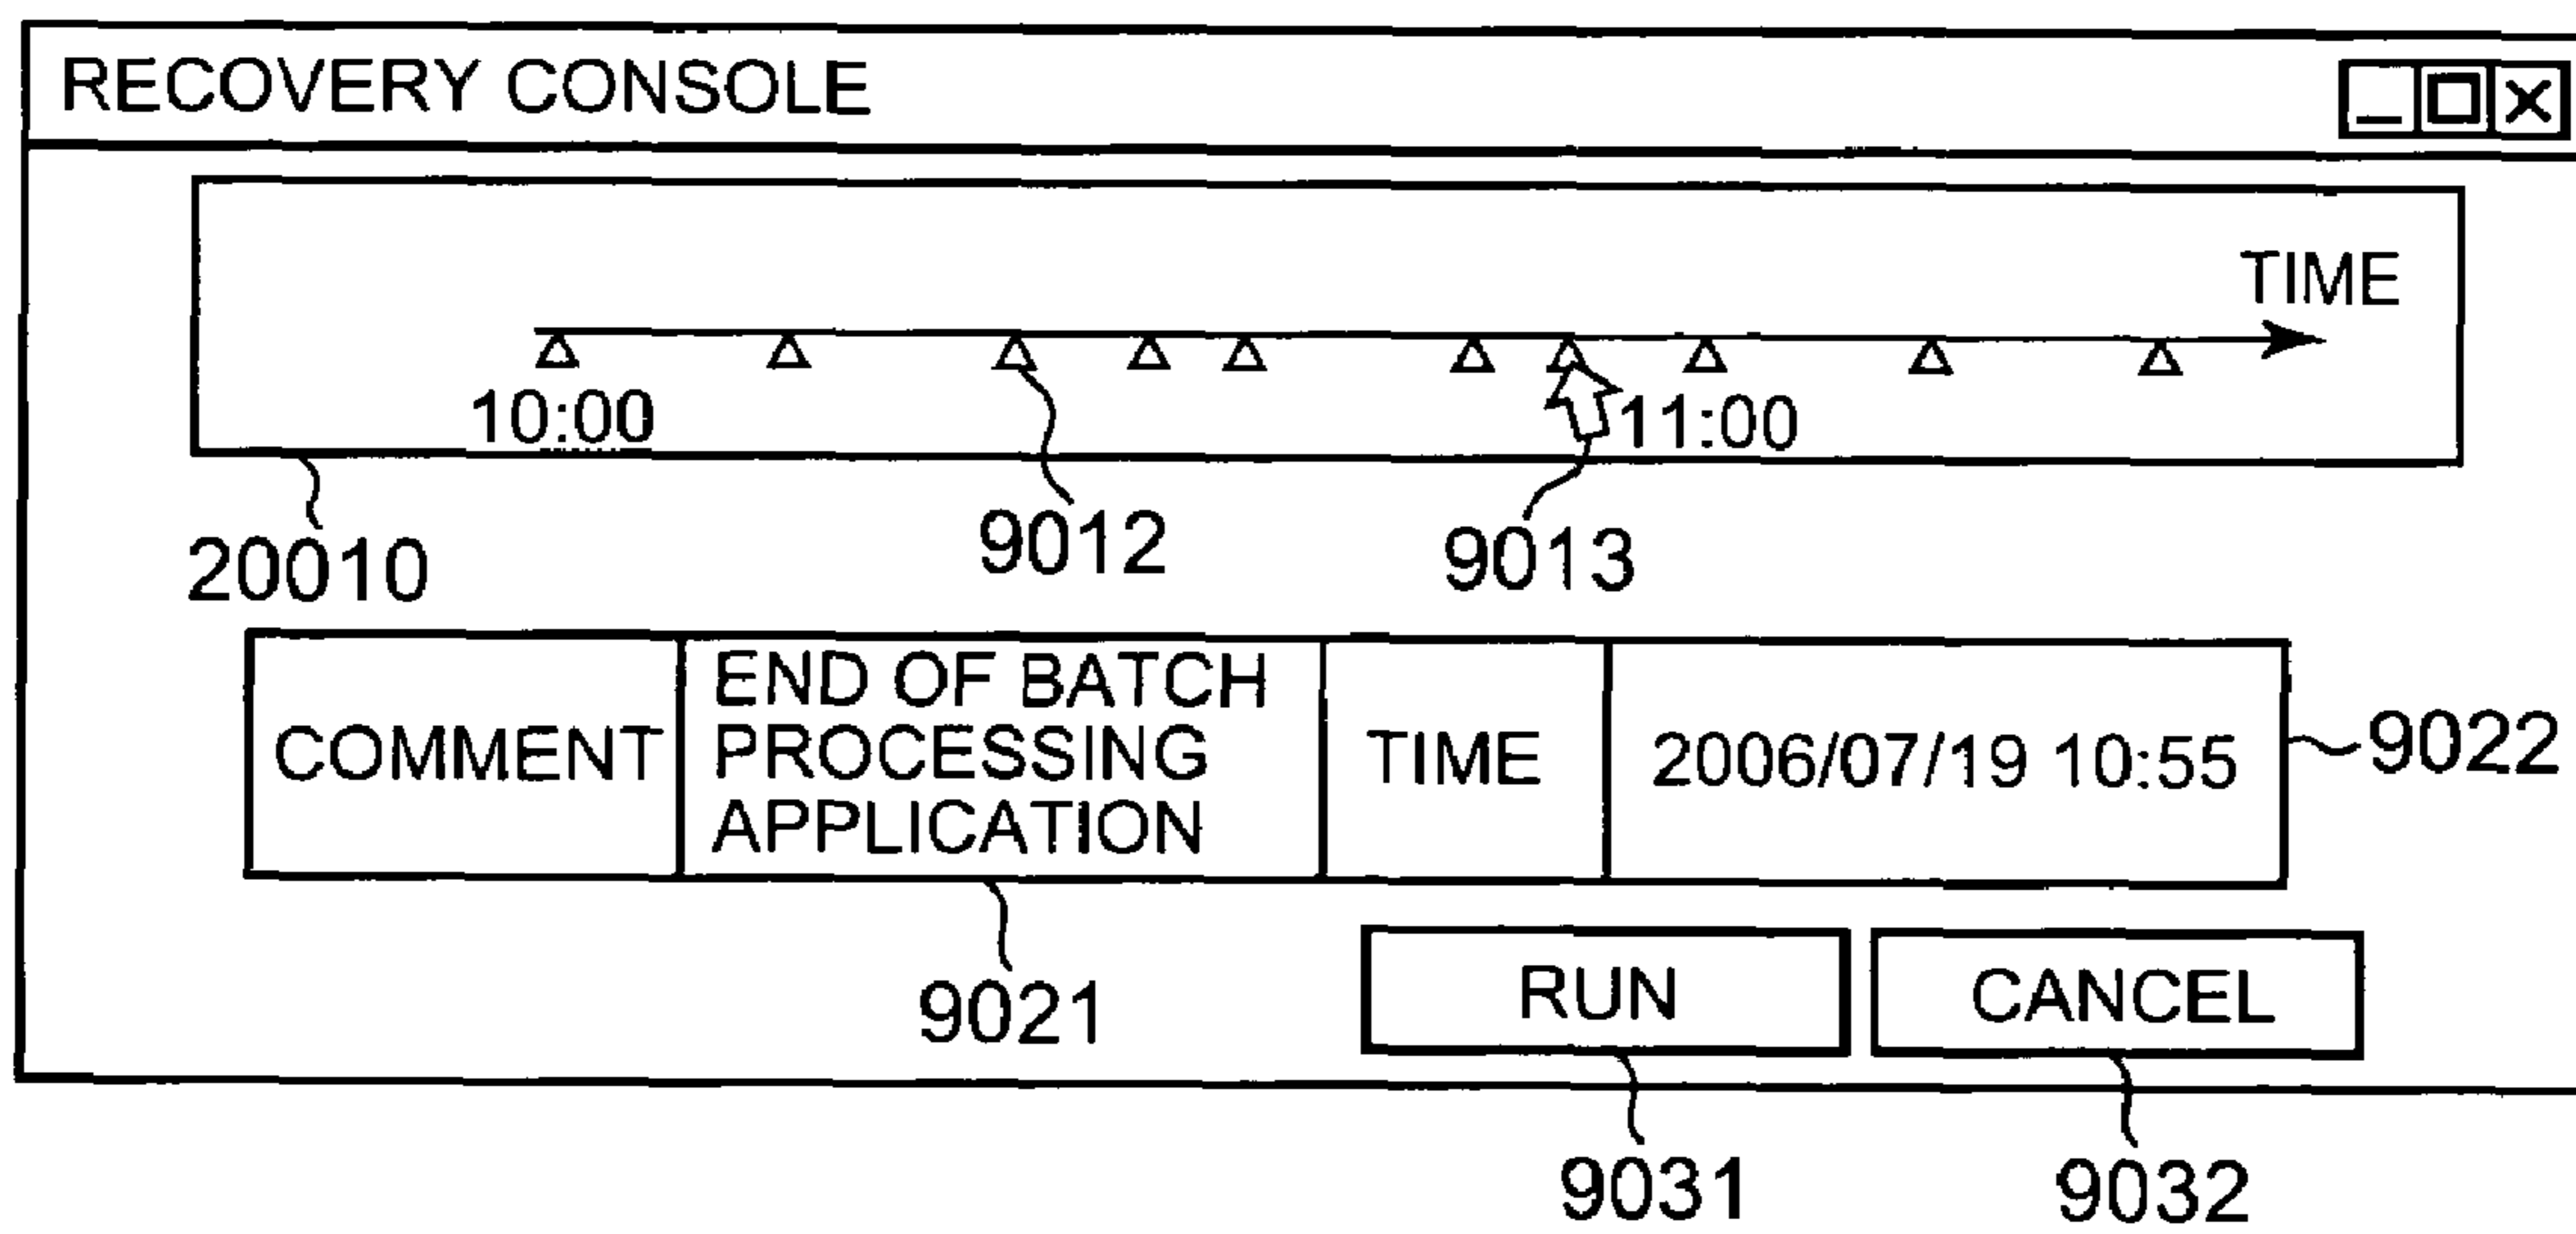 RECOVERY CONSOLE
TIME
10:00
11:00
20010
9012
9013
COMMENT
END OF BATCH
PROCESSING
APPLICATION
TIME
2006/07/19 10:55
9022
9021
RUN
CANCEL
9031
9032